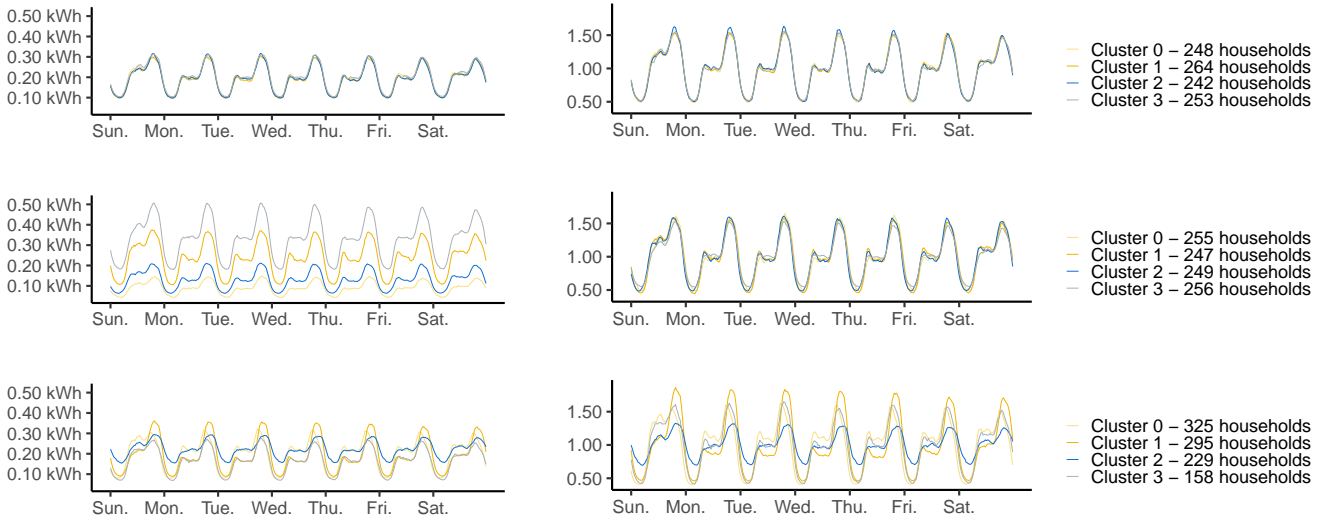 0.50 kWh
0.40 kWh
0.30 kWh
0.20 kWh
0.10 kWh
Sun. Mon. Tue. Wed. Thu. Fri. Sat.
1.50
1.00
0.50
Sun. Mon. Tue. Wed. Thu. Fri. Sat.
Cluster 0 – 248 households
Cluster 1 – 264 households
Cluster 2 – 242 households
Cluster 3 – 253 households
0.50 kWh
0.40 kWh
0.30 kWh
0.20 kWh
0.10 kWh
Sun. Mon. Tue. Wed. Thu. Fri. Sat.
1.50
1.00
0.50
Sun. Mon. Tue. Wed. Thu. Fri. Sat.
Cluster 0 – 255 households
Cluster 1 – 247 households
Cluster 2 – 249 households
Cluster 3 – 256 households
0.50 kWh
0.40 kWh
0.30 kWh
0.20 kWh
0.10 kWh
Sun. Mon. Tue. Wed. Thu. Fri. Sat.
1.50
1.00
0.50
Sun. Mon. Tue. Wed. Thu. Fri. Sat.
Cluster 0 – 325 households
Cluster 1 – 295 households
Cluster 2 – 229 households
Cluster 3 – 158 households